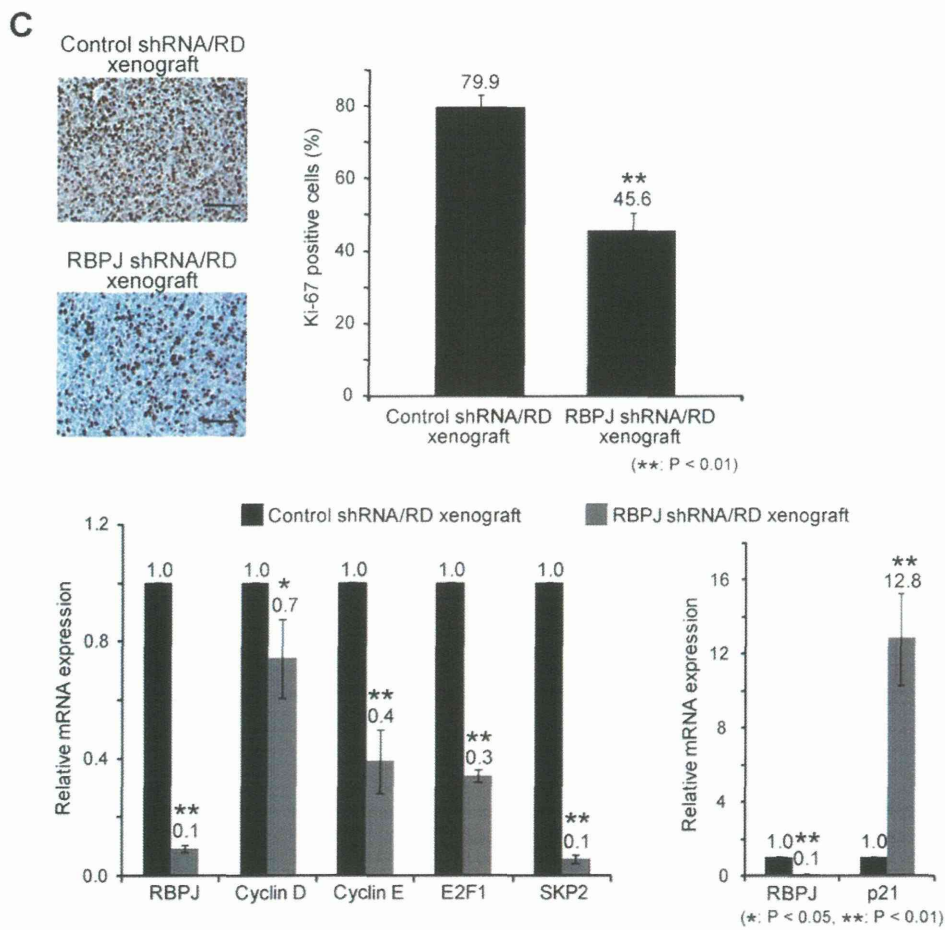 C
Control shRNA/RD
xenograft
RBPJ shRNA/RD
xenograft
Ki-67 positive cells (%)
80
60
40
20
0
79.9
**
45.6
Control shRNA/RD
xenograft
RBPJ shRNA/RD
xenograft
(**: P < 0.01)
Control shRNA/RD xenograft
RBPJ shRNA/RD xenograft
Relative mRNA expression
1.2
0.8
0.4
0.0
1.0
**
0.1
1.0
*
0.7
1.0
**
0.4
1.0
**
0.3
1.0
**
0.1
RBPJ
Cyclin D
Cyclin E
E2F1
SKP2
Relative mRNA expression
16
12
8
4
0
1.0
**
0.1
1.0
**
12.8
RBPJ
p21
(*: P < 0.05, **: P < 0.01)